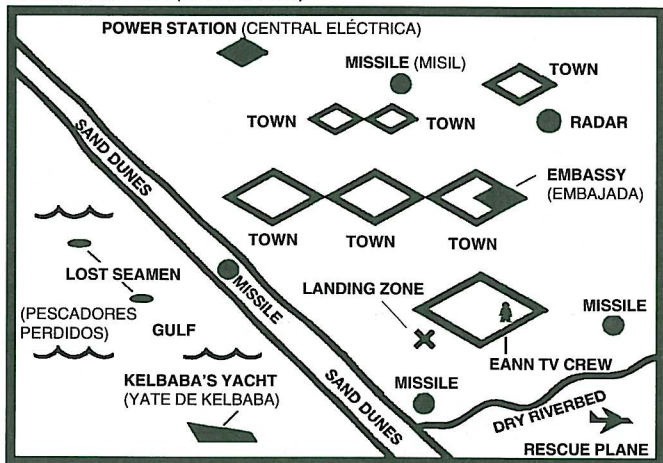 POWER STATION (CENTRAL ELÉCTRICA)
MISSILE (MISIL)
TOWN
TOWN
TOWN
RADAR
SAND DUNES
EMBASSY
(EMBAJADA)
TOWN
TOWN
TOWN
LOST SEAMEN
(PESCADORES
PERDIDOS)
GULF
MISSILE
LANDING ZONE
MISSILE
EANN TV CREW
KELBABA'S YACHT
(YATE DE KELBABA)
SAND DUNES
MISSILE
DRY RIVERBED
RESCUE PLANE